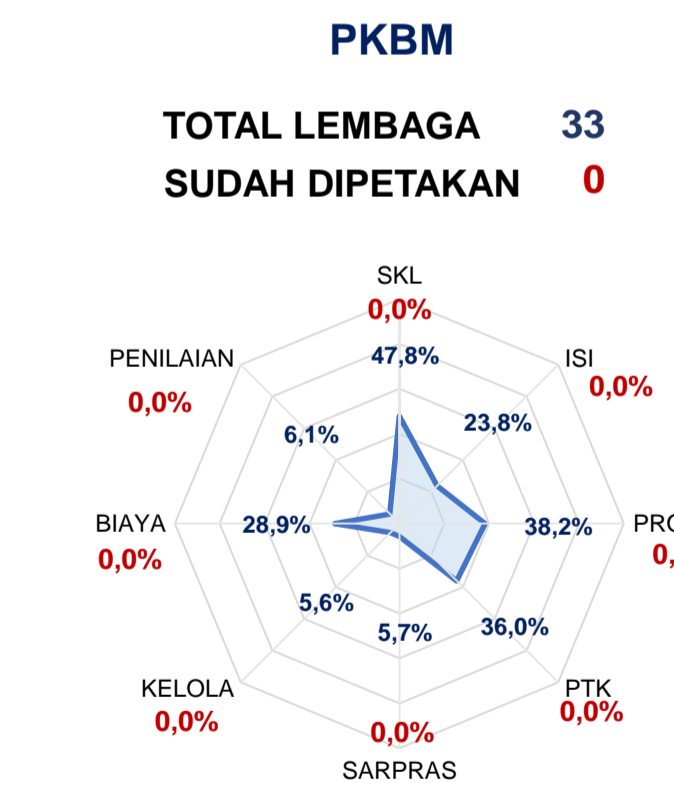 PKBM
TOTAL LEMBAGA 33
SUDAH DIPETAKAN 0
SKL
0,0%
47,8%
PENILAIAN
ISI
0,0%
0,0%
6,1%
23,8%
BIAYA
28,9%
38,2%
0,0%
5,6%
5,7%
36,0%
KELOLA
PTK
0,0%
0,0%
0,0%
SARPRAS